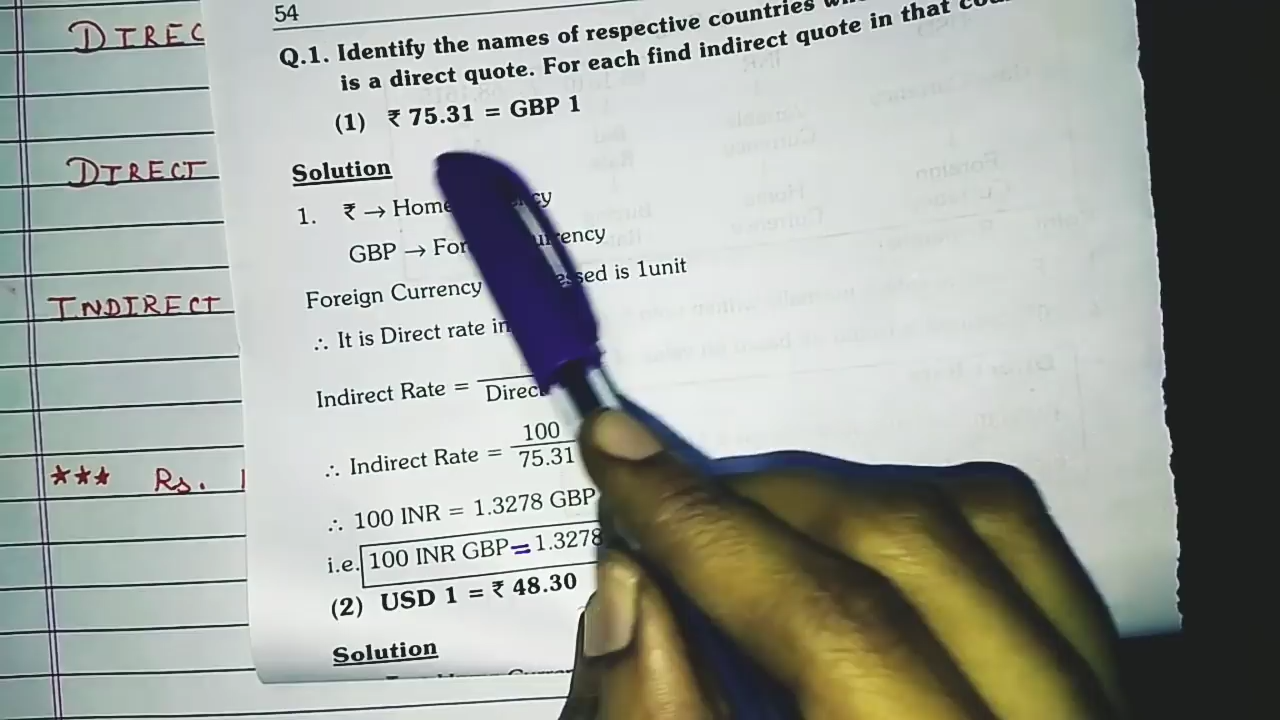 54
DIREC
Q.1. Identify the names of respective countries
is a direct quote. For each find indirect quote in that
(1) ₹ 75.31 = GBP 1
DIRECT
Solution
1. ₹ → Home
GBP →
Foreign Currency is 1unit
INDIRECT
∴ It is Direct rate in
Indirect Rate =
Direc
∴ Indirect Rate = 100
75.31
*** Rs.
∴ 100 INR = 1.3278 GBP
i.e. 100 INR GBP = 1.3278
(2) USD 1 = ₹ 48.30
Solution